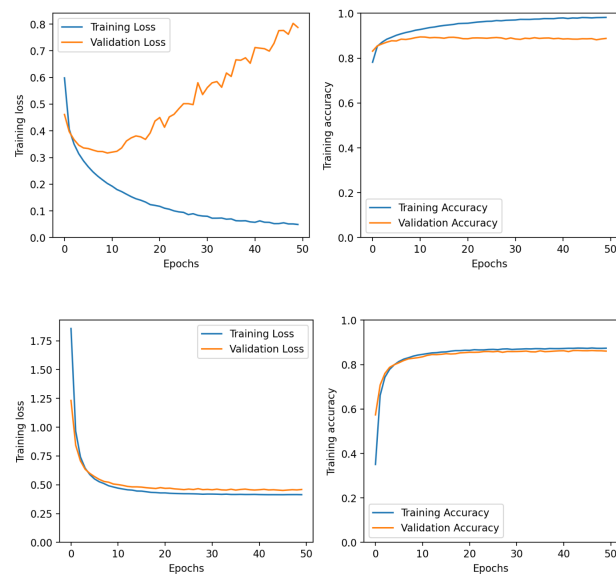 Training loss
0.8
0.7
0.6
0.5
0.4
0.3
0.2
0.1
0.0
Training Loss
Validation Loss
0 10 20 30 40 50
Epochs
Training accuracy
1.0
0.8
0.6
0.4
0.2
0.0
Training Accuracy
Validation Accuracy
0 10 20 30 40 50
Epochs
Training loss
1.75
1.50
1.25
1.00
0.75
0.50
0.25
0.00
Training Loss
Validation Loss
0 10 20 30 40 50
Epochs
Training accuracy
1.0
0.8
0.6
0.4
0.2
0.0
Training Accuracy
Validation Accuracy
0 10 20 30 40 50
Epochs